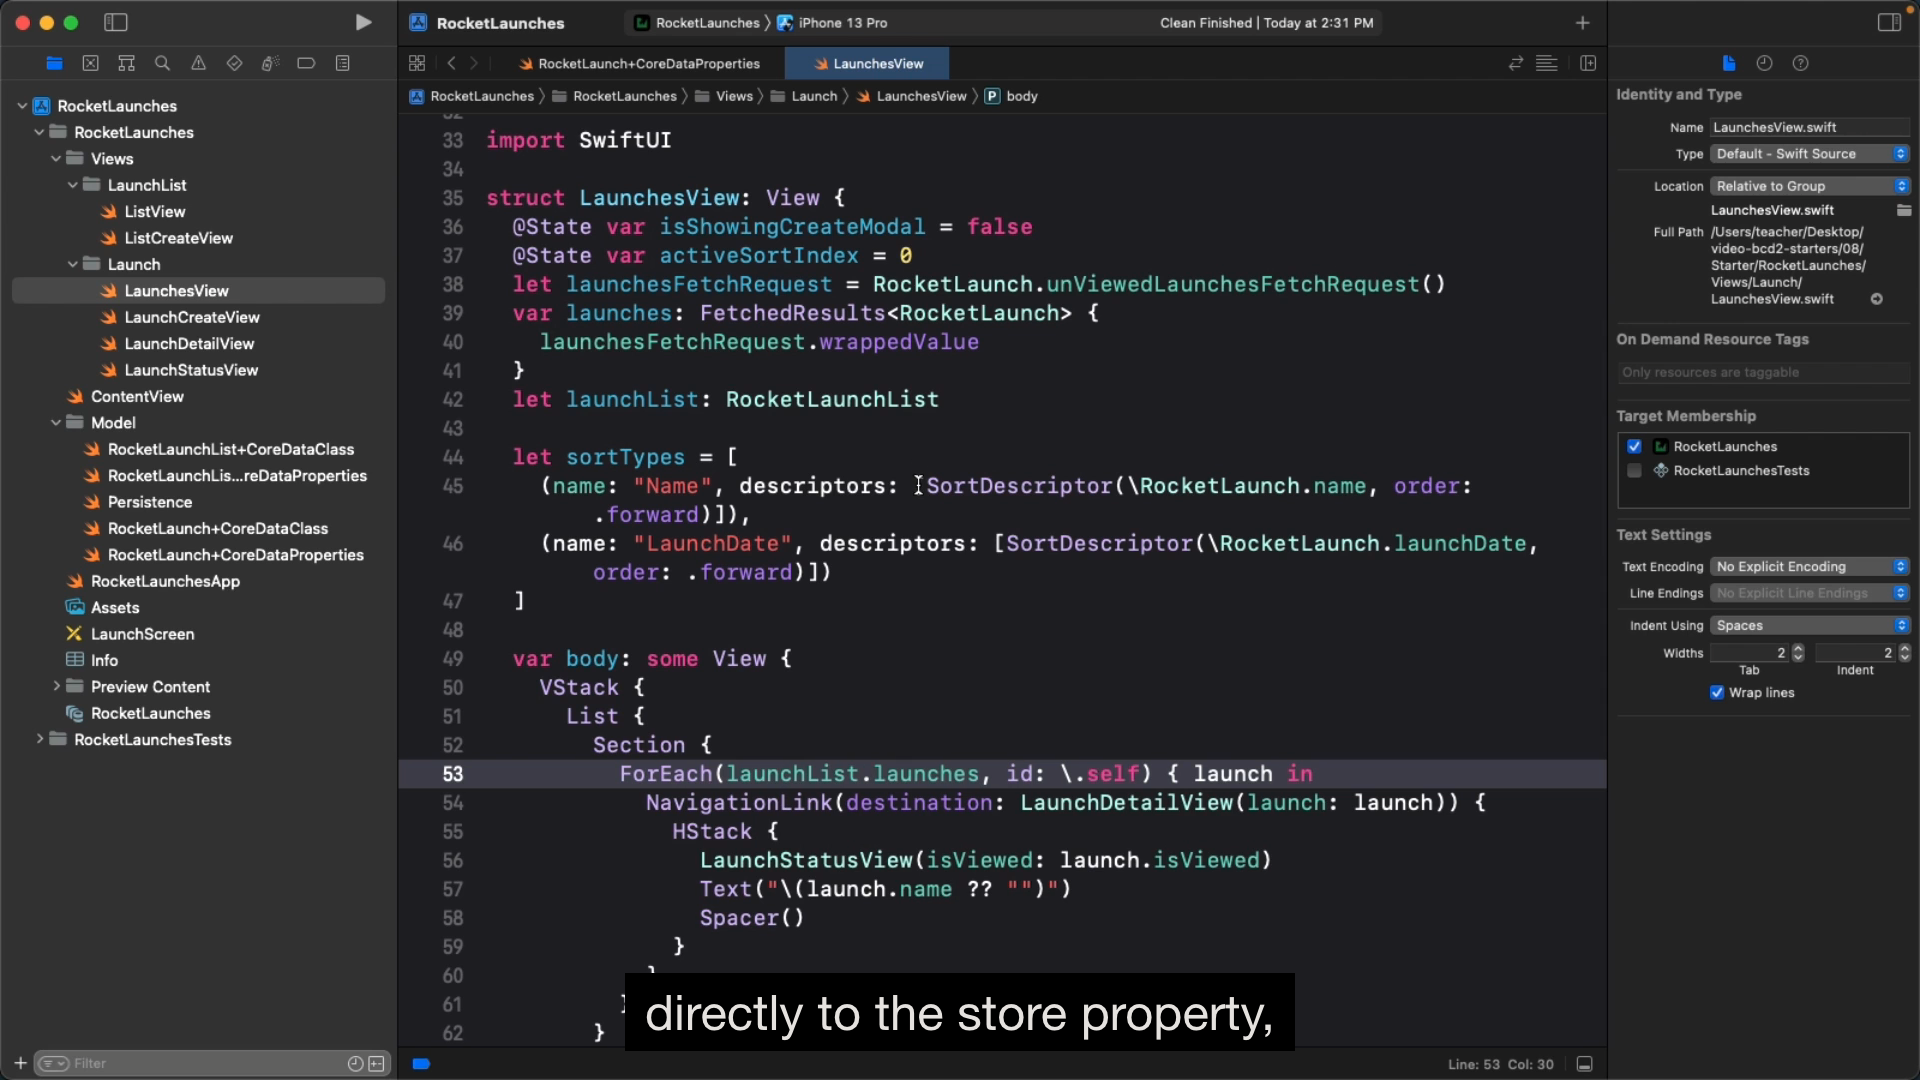 RocketLaunches
RocketLaunches 〉 iPhone 13 Pro
Clean Finished | Today at 2:31 PM
RocketLaunch+CoreDataProperties
LaunchesView
RocketLaunches 〉 RocketLaunches 〉 Views 〉 Launch 〉 LaunchesView 〉 P body
RocketLaunches
RocketLaunches
Views
LaunchList
ListView
ListCreateView
Launch
LaunchesView
LaunchCreateView
LaunchDetailView
LaunchStatusView
ContentView
Model
RocketLaunchList+CoreDataClass
RocketLaunchLis...reDataProperties
Persistence
RocketLaunch+CoreDataClass
RocketLaunch+CoreDataProperties
RocketLaunchesApp
Assets
LaunchScreen
Info
Preview Content
RocketLaunches
RocketLaunchesTests
Filter
33 import SwiftUI
34
35 struct LaunchesView: View {
36 @State var isShowingCreateModal = false
37 @State var activeSortIndex = 0
38 let launchesFetchRequest = RocketLaunch.unViewedLaunchesFetchRequest()
39 var launches: FetchedResults<RocketLaunch> {
40 launchesFetchRequest.wrappedValue
41 }
42 let launchList: RocketLaunchList
43
44 let sortTypes = [
45 (name: "Name", descriptors: [SortDescriptor(\RocketLaunch.name, order:
.forward)]),
46 (name: "LaunchDate", descriptors: [SortDescriptor(\RocketLaunch.launchDate,
order: .forward)])
47 ]
48
49 var body: some View {
50 VStack {
51 List {
52 Section {
53 ForEach(launchList.launches, id: \.self) { launch in
54 NavigationLink(destination: LaunchDetailView(launch: launch)) {
55 HStack {
56 LaunchStatusView(isViewed: launch.isViewed)
57 Text("\(launch.name ?? "")")
58 Spacer()
59 }
60 }
61 }
62 }
directly to the store property,
Line: 53 Col: 30
Identity and Type
Name LaunchesView.swift
Type Default - Swift Source
Location Relative to Group
LaunchesView.swift
Full Path /Users/teacher/Desktop/
video-bcd2-starters/08/
Starter/RocketLaunches/
Views/Launch/
LaunchesView.swift
On Demand Resource Tags
Only resources are taggable
Target Membership
RocketLaunches
RocketLaunchesTests
Text Settings
Text Encoding No Explicit Encoding
Line Endings No Explicit Line Endings
Indent Using Spaces
Widths 2 2
Tab Indent
Wrap lines